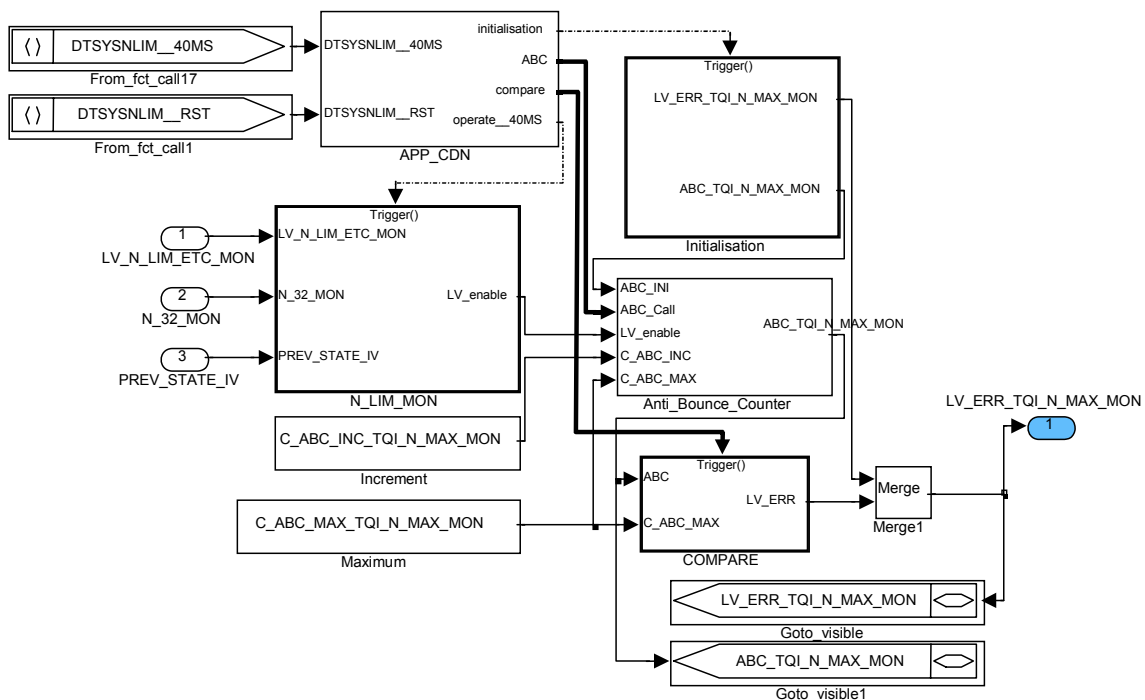 DTSYSNLIM__40MS
From_fct_call17
DTSYSNLIM__RST
From_fct_call1
DTSYSNLIM__40MS
DTSYSNLIM__RST
initialisation
ABC
compare
operate__40MS
APP_CDN
Trigger()
LV_ERR_TQI_N_MAX_MON
ABC_TQI_N_MAX_MON
Initialisation
1
LV_N_LIM_ETC_MON
2
N_32_MON
3
PREV_STATE_IV
Trigger()
LV_N_LIM_ETC_MON
N_32_MON
PREV_STATE_IV
LV_enable
N_LIM_MON
ABC_INI
ABC_Call
LV_enable
C_ABC_INC
C_ABC_MAX
ABC_TQI_N_MAX_MON
Anti_Bounce_Counter
C_ABC_INC_TQI_N_MAX_MON
Increment
C_ABC_MAX_TQI_N_MAX_MON
Maximum
Trigger()
ABC
C_ABC_MAX
LV_ERR
COMPARE
Merge
Merge1
LV_ERR_TQI_N_MAX_MON
1
LV_ERR_TQI_N_MAX_MON
Goto_visible
ABC_TQI_N_MAX_MON
Goto_visible1